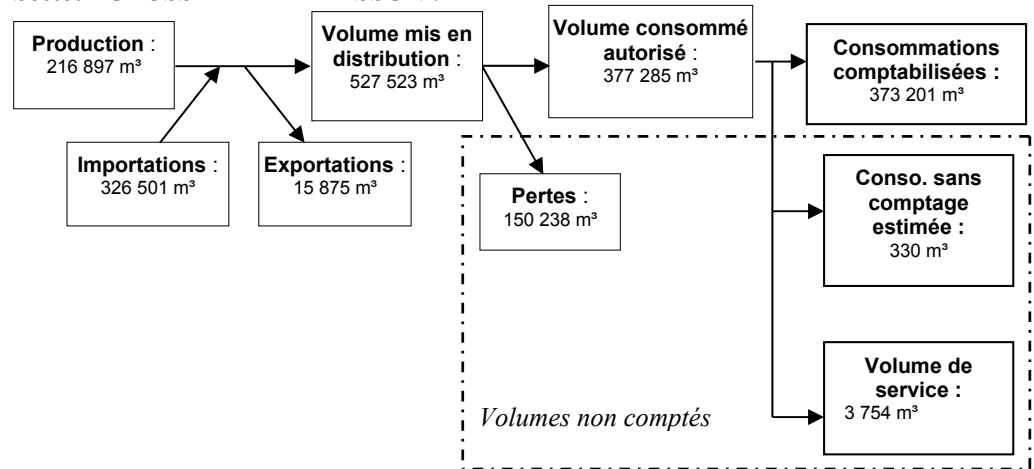 Production :
216 897 m³
Volume mis en
distribution :
527 523 m³
Volume consommé
autorisé :
377 285 m³
Consommations
comptabilisées :
373 201 m³
Importations :
326 501 m³
Exportations :
15 875 m³
Pertes :
150 238 m³
Conso. sans
comptage
estimée :
330 m³
Volume de
service :
3 754 m³
Volumes non comptés